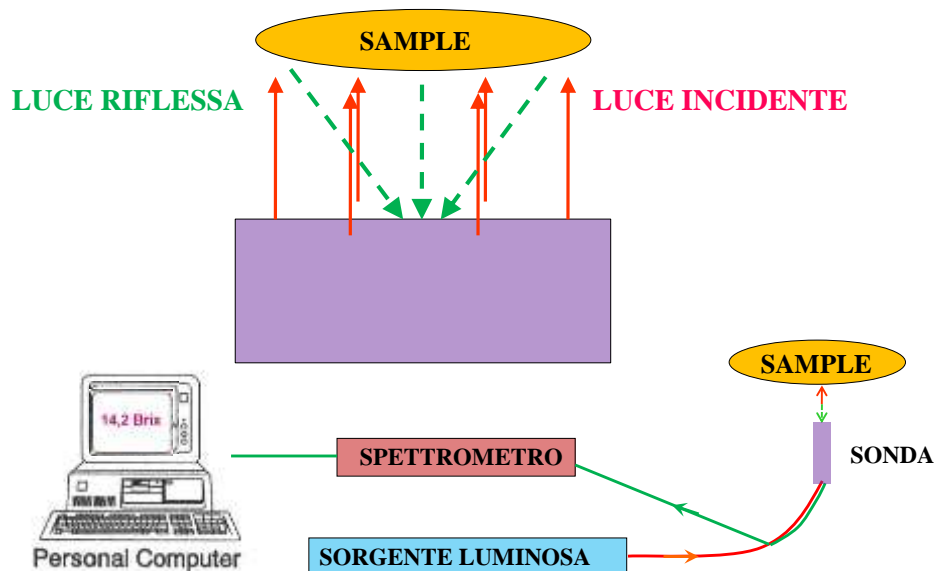 SAMPLE
LUCE RIFLESSA
LUCE INCIDENTE
SAMPLE
14,2 Brix
SPETTROMETRO
SONDA
SORGENTE LUMINOSA
Personal Computer